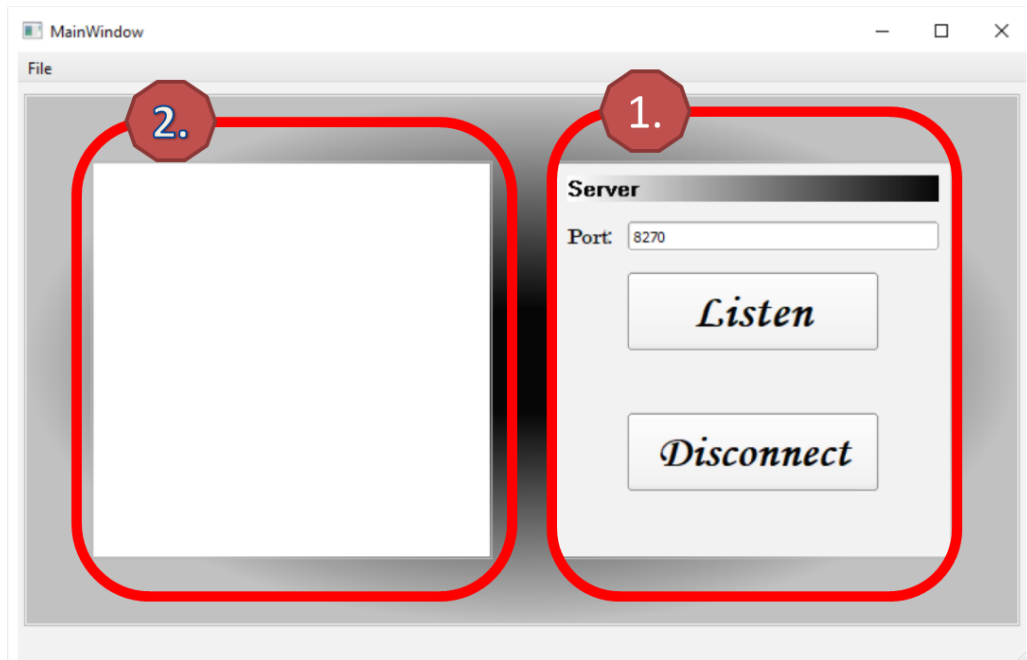 MainWindow
File
2.
1.
Server
Port: 8270
Listen
Disconnect